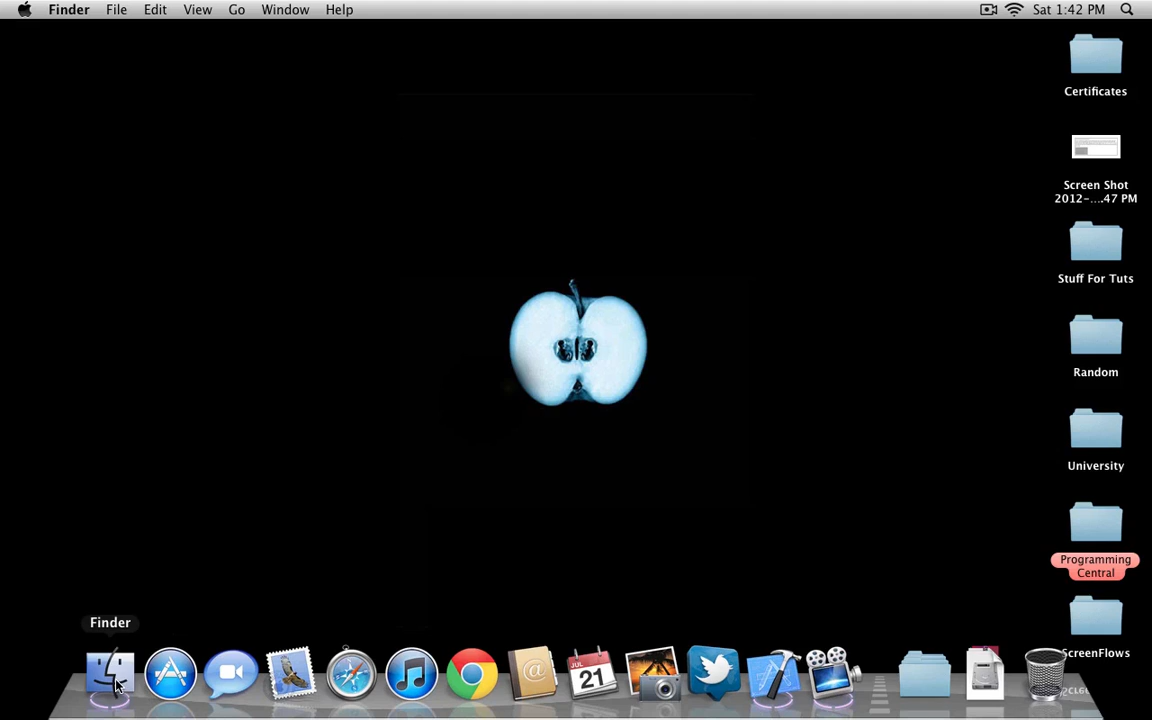 Finder File Edit View Go Window Help Sat 1:42 PM
Certificates
Screen Shot
2012-....47 PM
Stuff For Tuts
Random
University
Programming
Central
ScreenFlows
Finder
JUL
21